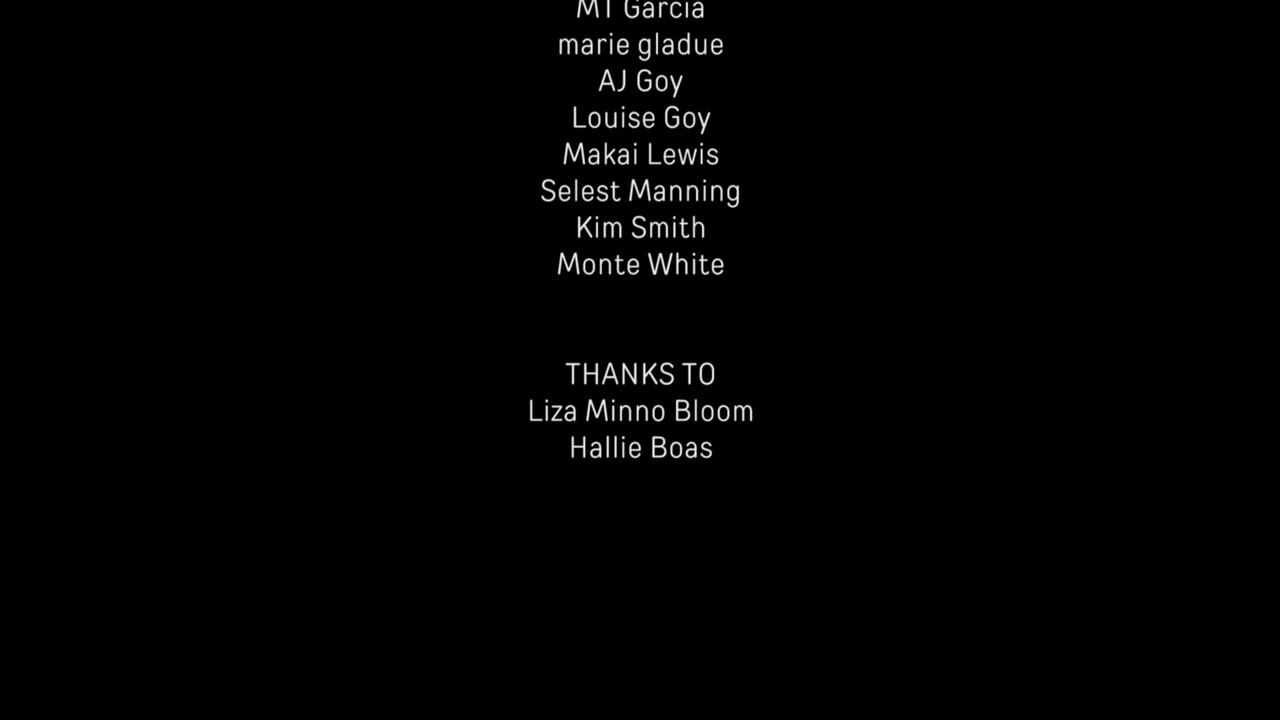 MT Garcia
marie gladue
AJ Goy
Louise Goy
Makai Lewis
Selest Manning
Kim Smith
Monte White
THANKS TO
Liza Minno Bloom
Hallie Boas